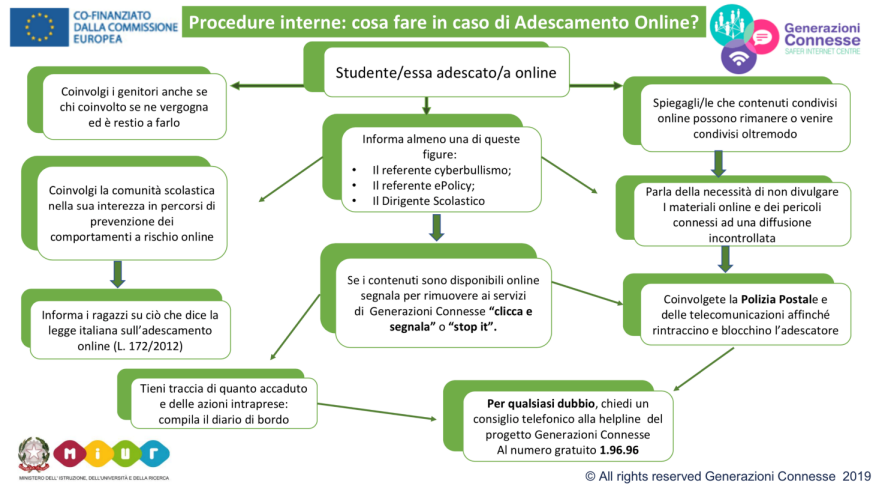 CO-FINANZIATO
DALLA COMMISSIONE
EUROPEA
Procedure interne: cosa fare in caso di Adescamento Online?
Generazioni
Connesse
SAFER INTERNET CENTRE
Studente/essa adescato/a online
Coinvolgi i genitori anche se
chi coinvolto se ne vergogna
ed è restio a farlo
Informa almeno una di queste
figure:
• Il referente cyberbullismo;
• Il referente ePolicy;
• Il Dirigente Scolastico
Spiegagli/le che contenuti condivisi
online possono rimanere o venire
condivisi oltremodo
Coinvolgi la comunità scolastica
nella sua interezza in percorsi di
prevenzione dei
comportamenti a rischio online
Parla della necessità di non divulgare
I materiali online e dei pericoli
connessi ad una diffusione
incontrollata
Informa i ragazzi su ciò che dice la
legge italiana sull'adescamento
online (L. 172/2012)
Se i contenuti sono disponibili online
segnala per rimuovere ai servizi
di Generazioni Connesse "clicca e
segnala" o "stop it".
Coinvolgete la Polizia Postale e
delle telecomunicazioni affinché
rintraccino e blocchino l'adescatore
Tieni traccia di quanto accaduto
e delle azioni intraprese:
compila il diario di bordo
Per qualsiasi dubbio, chiedi un
consiglio telefonico alla helpline del
progetto Generazioni Connesse
Al numero gratuito 1.96.96
miur
MINISTERO DELL'ISTRUZIONE, DELL'UNIVERSITÀ E DELLA RICERCA
© All rights reserved Generazioni Connesse 2019